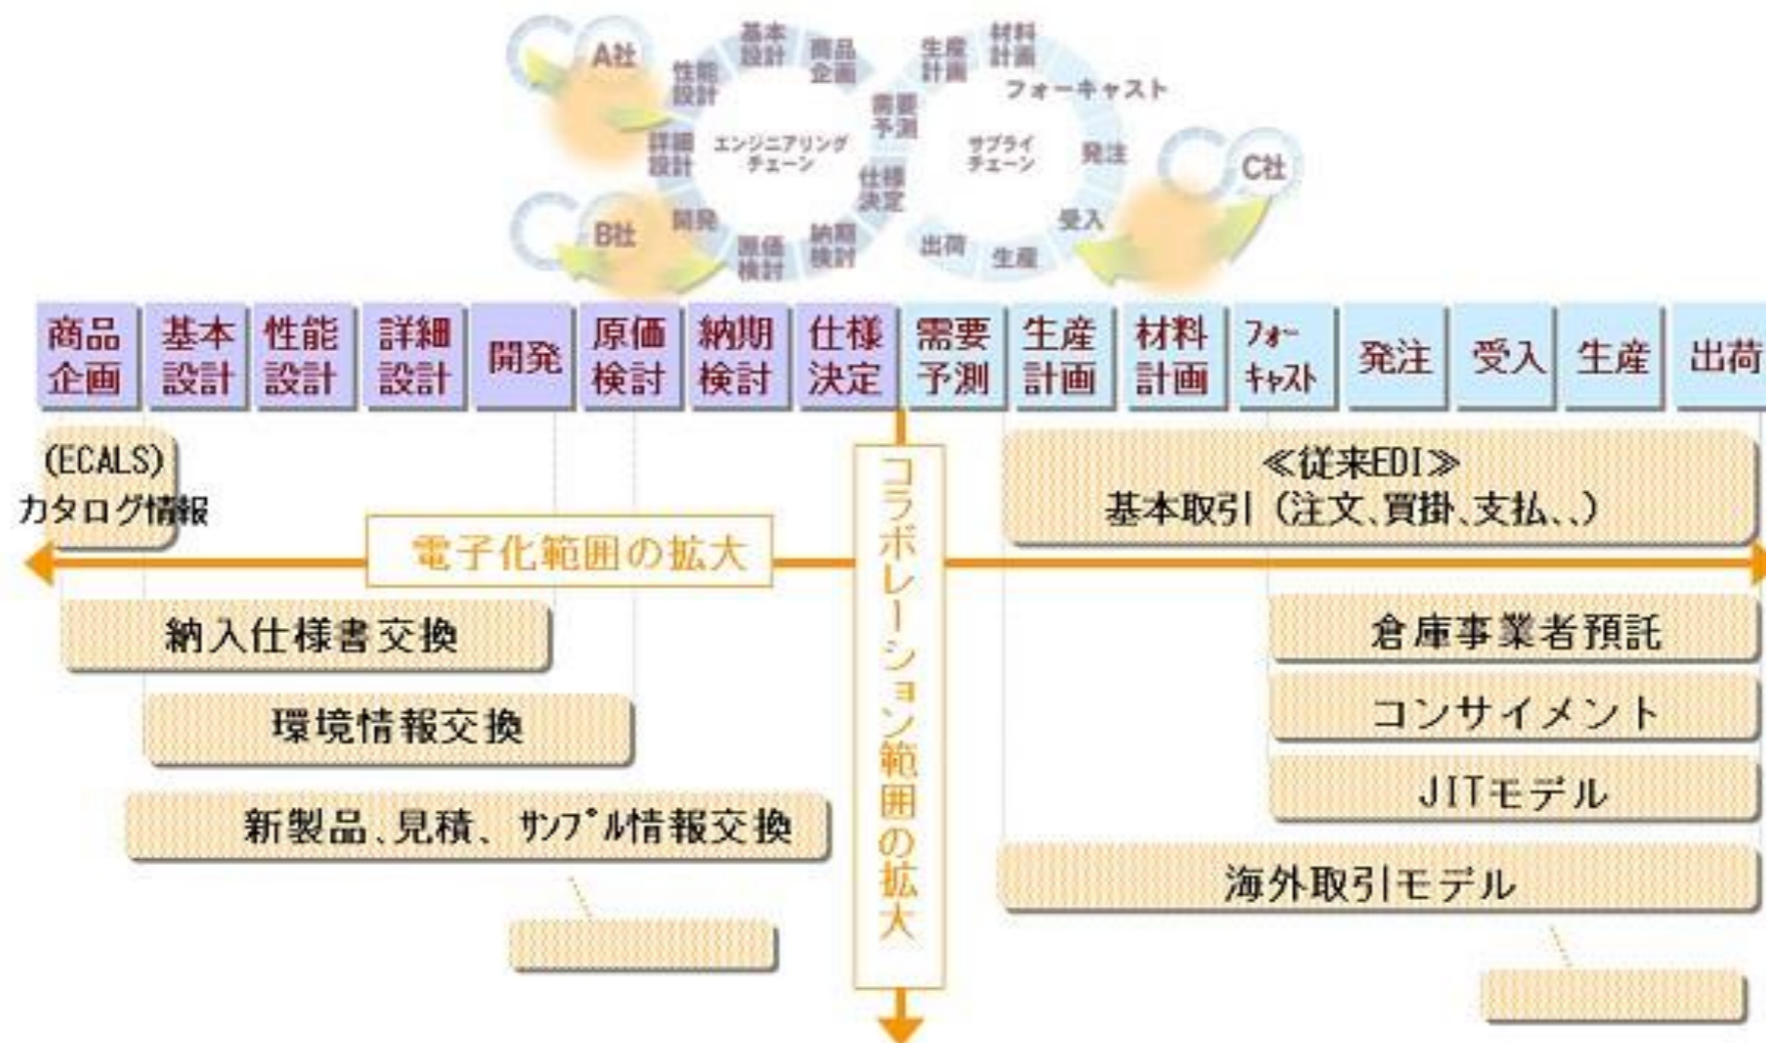 A社
基本
設計
商品
企画
性能
設計
詳細
設計
エンジニアリング
チェーン
開発
B社
原価
検討
納期
検討
仕様
決定
需要
予測
生産
計画
材料
計画
フォーキャスト
サプライ
チェーン
発注
受入
生産
出荷
C社
商品
企画
基本
設計
性能
設計
詳細
設計
開発
原価
検討
納期
検討
仕様
決定
需要
予測
生産
計画
材料
計画
フォー
キャスト
発注
受入
生産
出荷
(ECALS)
カタログ情報
≪従来EDI≫
基本取引（注文、買掛、支払、、）
電子化範囲の拡大
コラボレーション範囲の拡大
納入仕様書交換
環境情報交換
新製品、見積、サンプル情報交換
倉庫事業者預託
コンサイメント
JITモデル
海外取引モデル